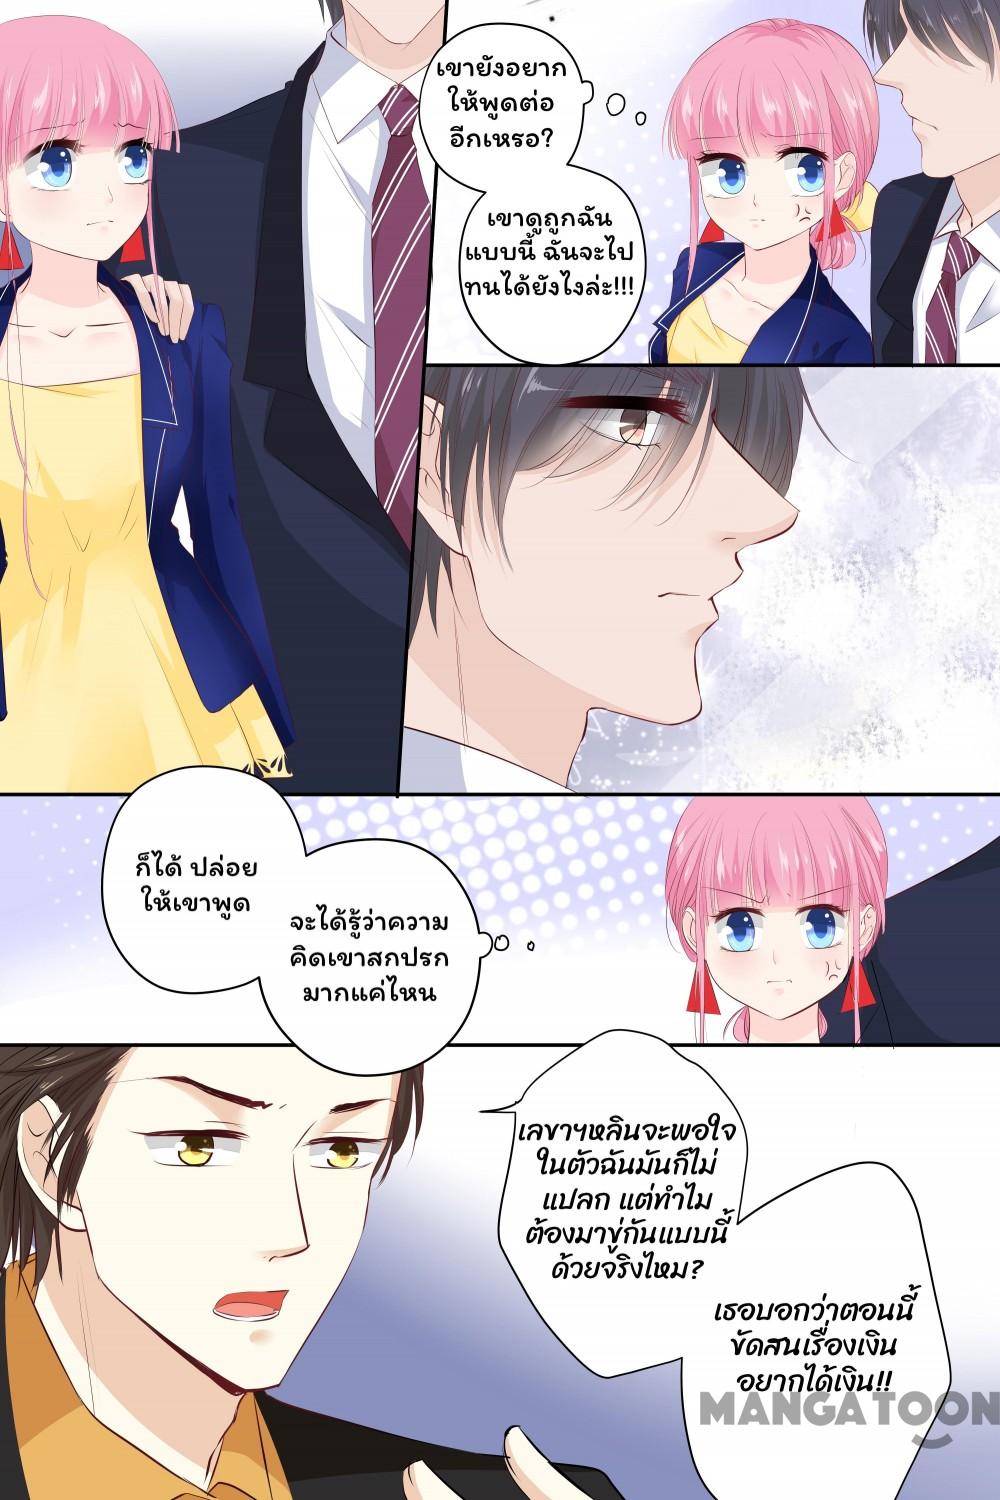 เขายังอยาก
ให้พูดต่อ
อีกเหรอ?
เขาดูถูกฉัน
แบบนี้ ฉันจะไป
ทนได้ยังไงล่ะ!!!
ก็ได้ ปล่อย
ให้เขาพูด
จะได้รู้ว่าความ
คิดเขาสกปรก
มากแค่ไหน
เลขาฯหลินจะพอใจ
ในตัวฉันมันก็ไม่
แปลก แต่ทำไม
ต้องมาขู่กันแบบนี้
ด้วยจริงไหม?
เธอบอกว่าตอนนี้
ขัดสนเรื่องเงิน
อยากได้เงิน!!
MANGATOON